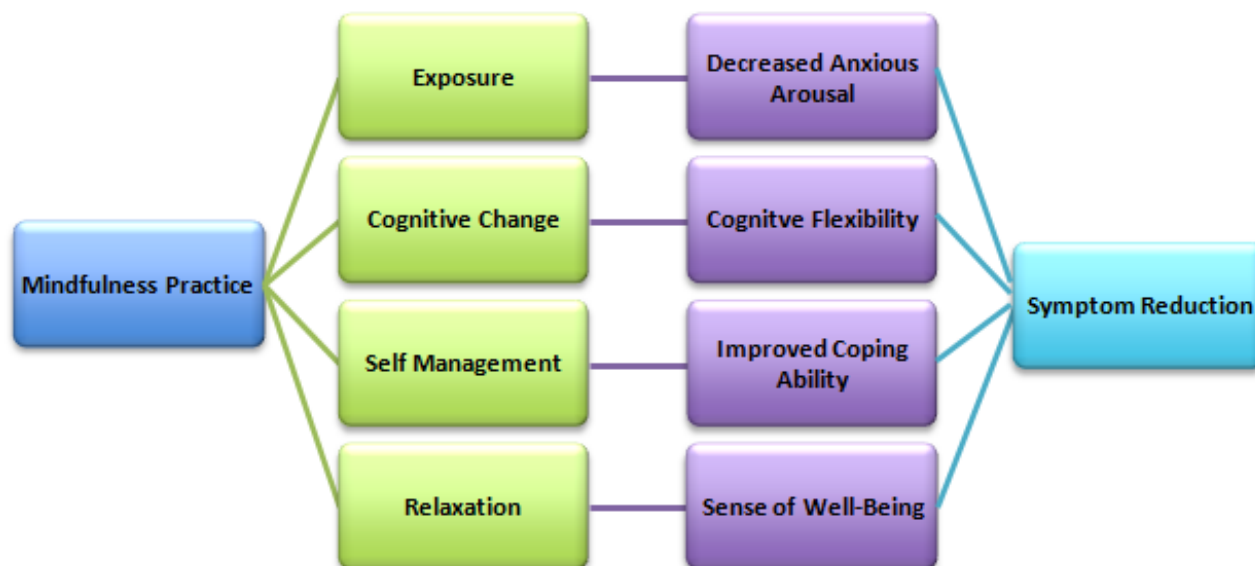 Exposure
Decreased Anxious
Arousal
Cognitive Change
Cognitve Flexibility
Mindfulness Practice
Symptom Reduction
Self Management
Improved Coping
Ability
Relaxation
Sense of Well-Being